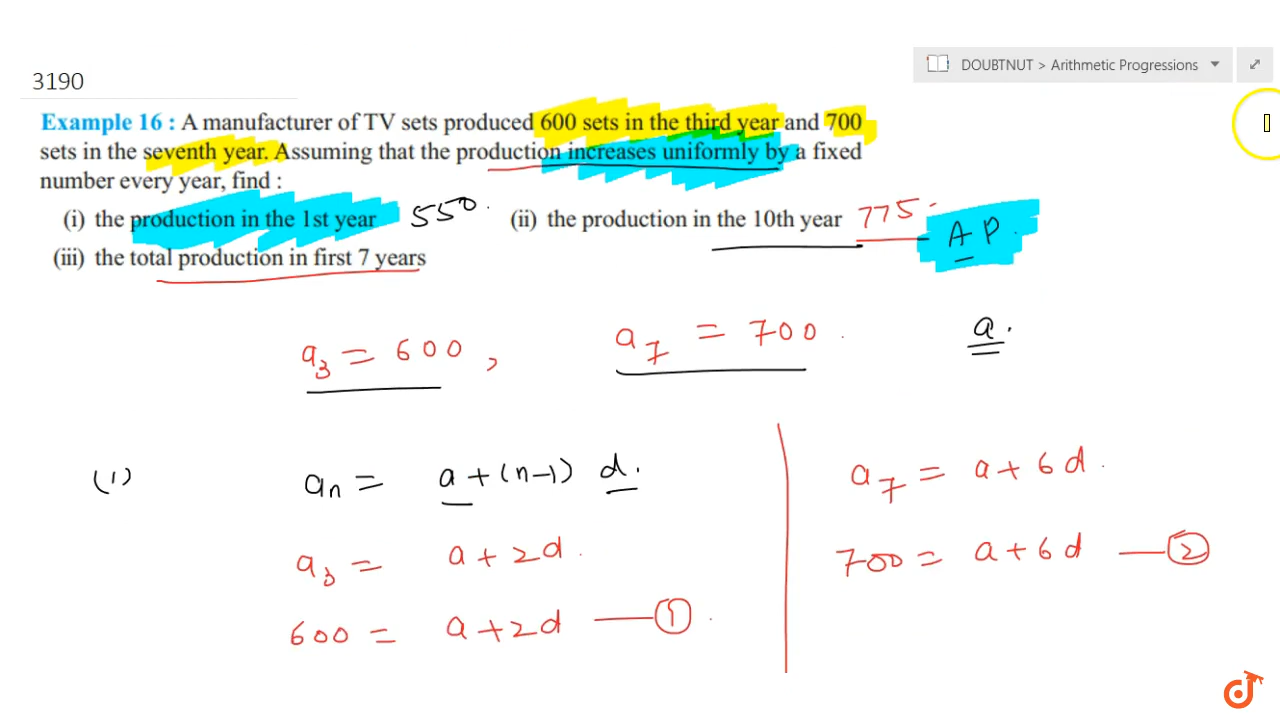 3190
DOUBTNUT > Arithmetic Progressions
Example 16 : A manufacturer of TV sets produced 600 sets in the third year and 700
sets in the seventh year. Assuming that the production increases uniformly by a fixed
number every year, find :
(i) the production in the 1st year 550. (ii) the production in the 10th year 775.
A P.
(iii) the total production in first 7 years
a₃ = 600, a₇ = 700. a.
(1) aₙ = a + (n-1) d. a₇ = a + 6d.
a₃ = a + 2d. 700 = a + 6d —②
600 = a + 2d —①